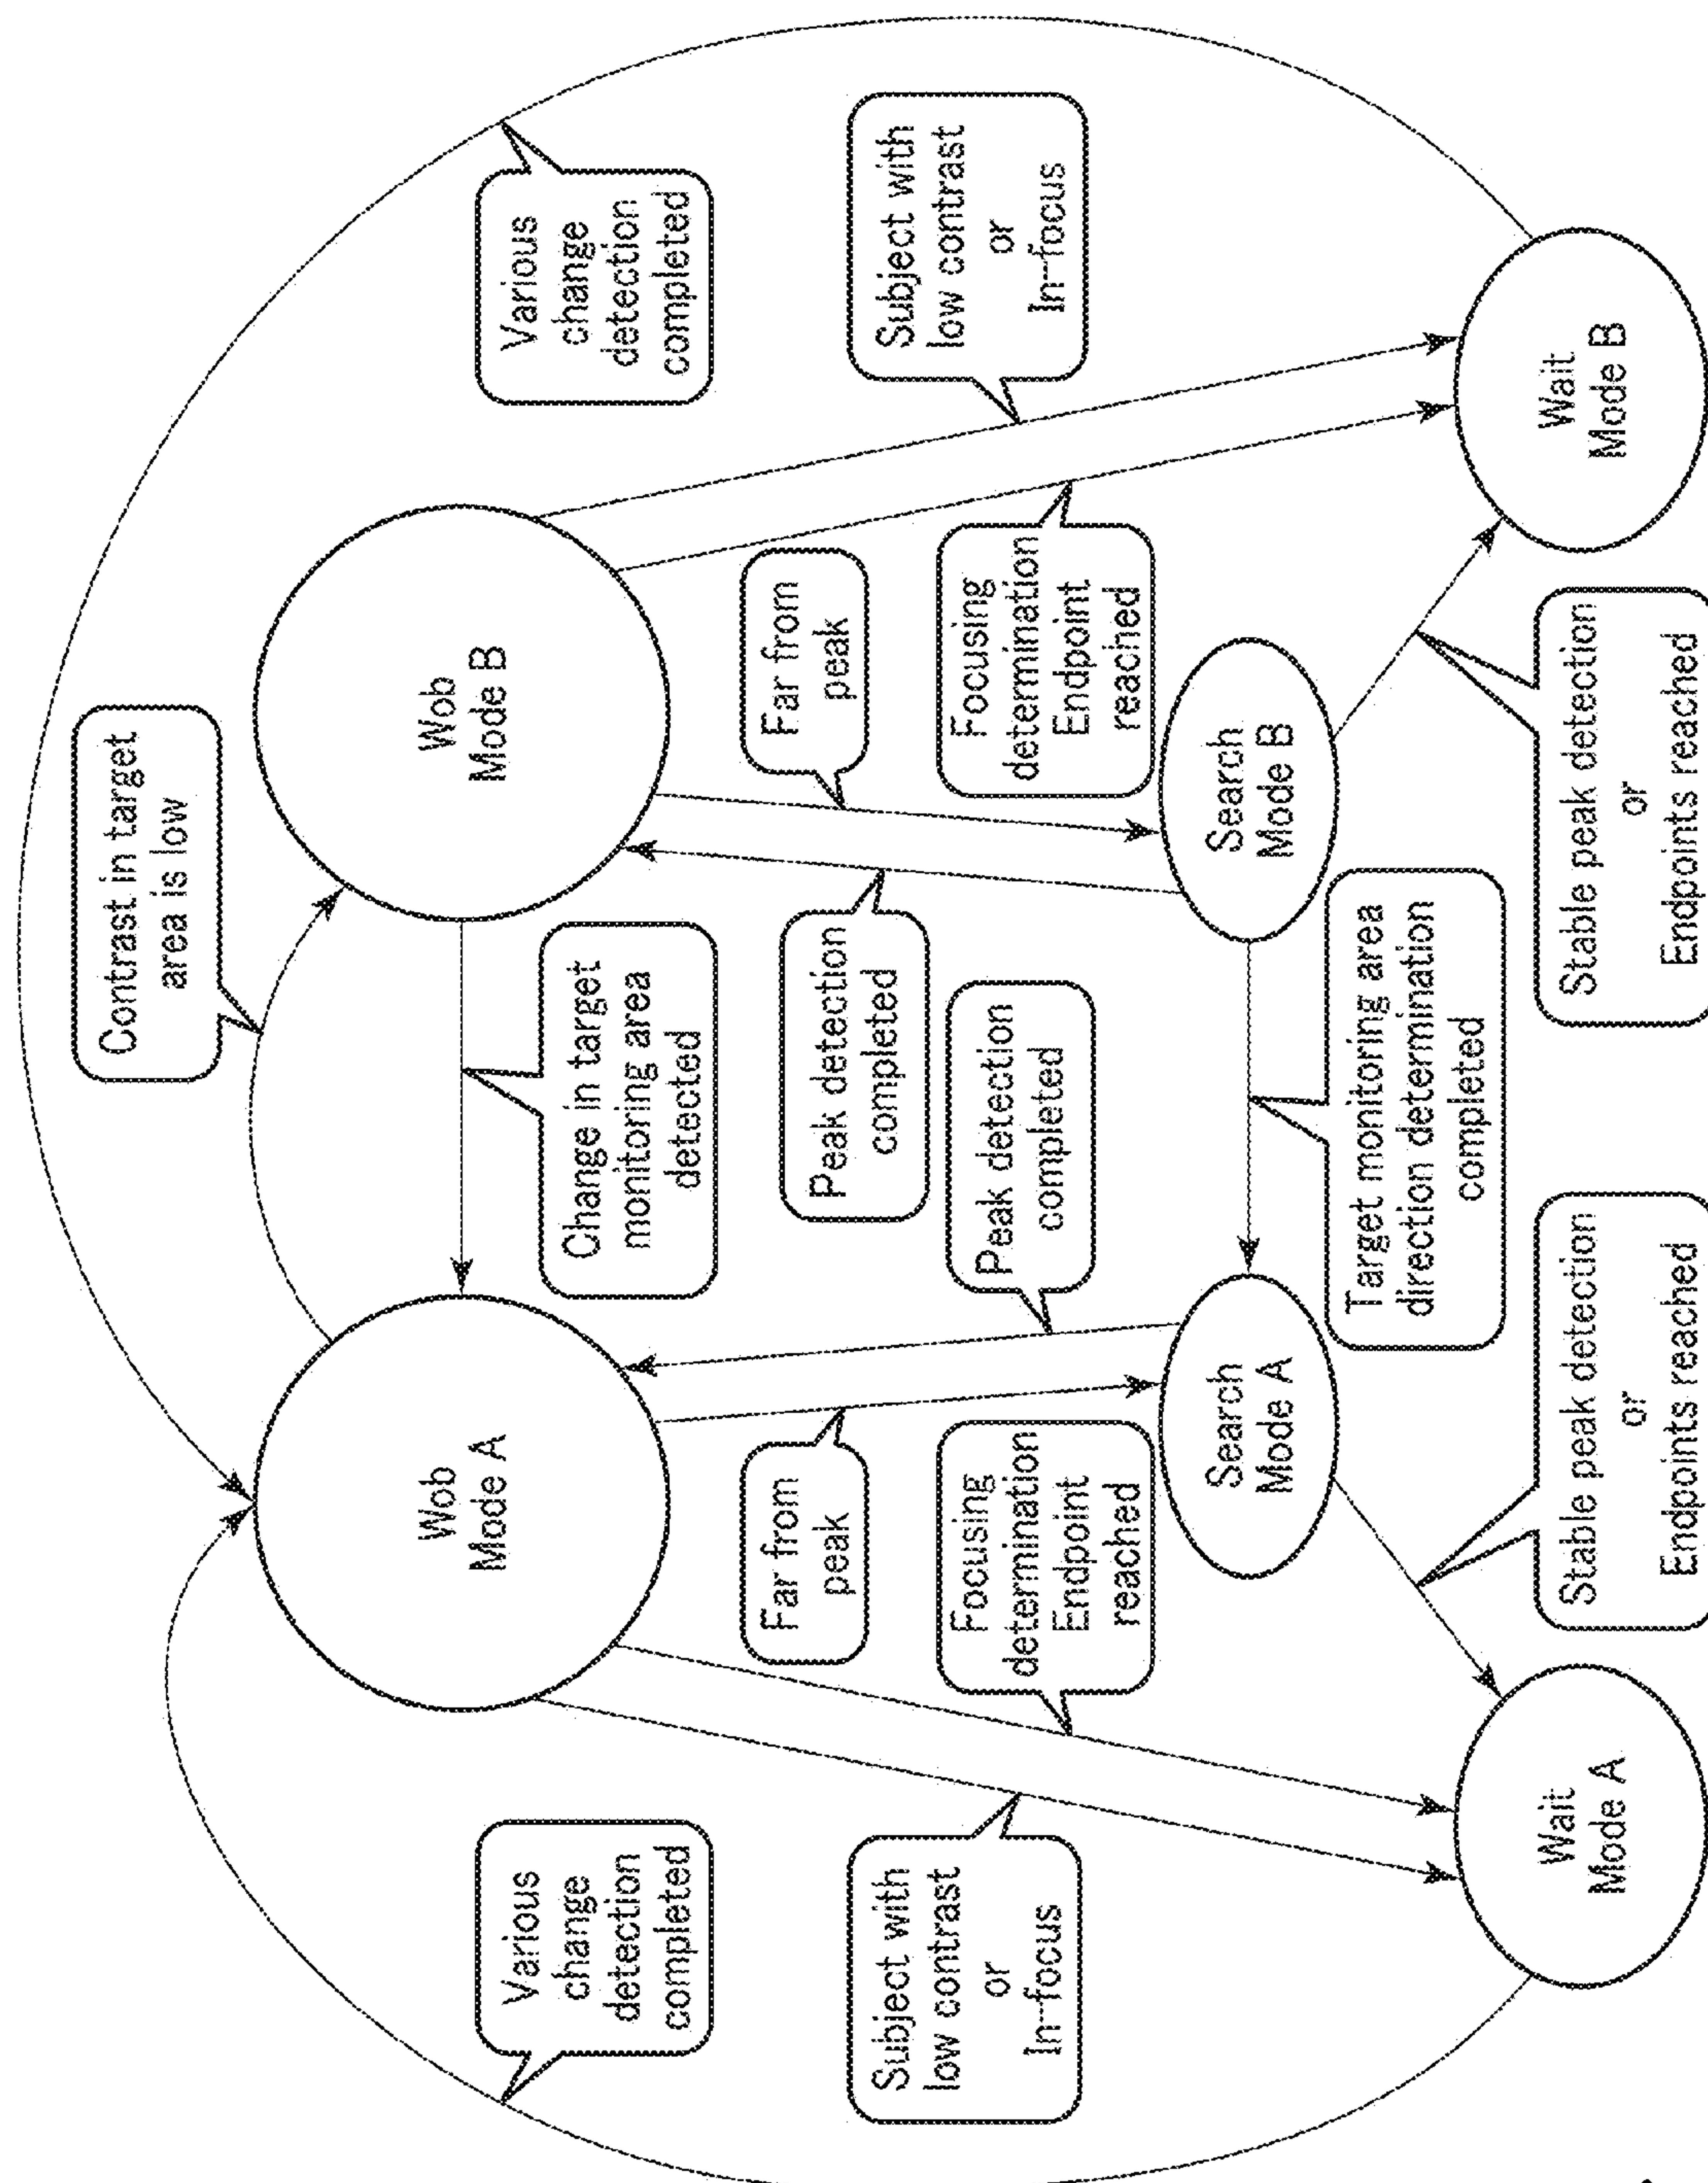 Contrast in target
area is low
Wob
Mode A
Wob
Mode B
Various
change
detection
completed
Change in target
monitoring area
detected
Various
change
detection
completed
Far from
peak
Peak detection
completed
Far from
peak
Subject with
low contrast
or
In-focus
Focusing
determination
Endpoint
reached
Peak detection
completed
Focusing
determination
Endpoint
reached
Subject with
low contrast
or
In-focus
Search
Mode A
Search
Mode B
Target monitoring area
direction determination
completed
Wait
Mode A
Stable peak detection
or
Endpoints reached
Stable peak detection
or
Endpoints reached
Wait
Mode B